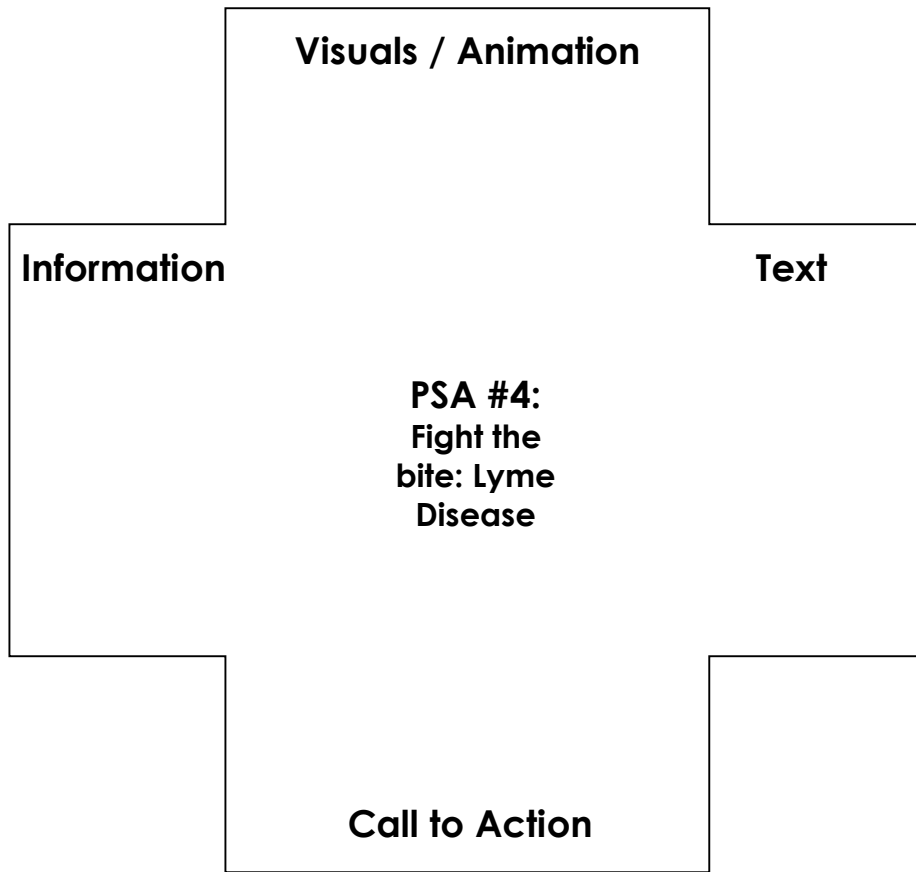 Visuals / Animation
Information
Text
PSA #4:
Fight the
bite: Lyme
Disease
Call to Action